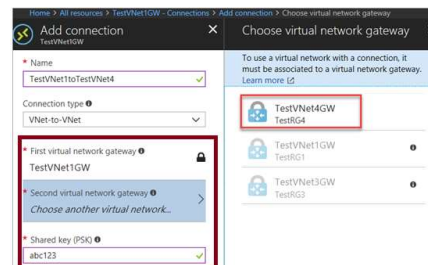 Home > All resources > TestVNet1GW - Connections > Add connection > Choose virtual network gateway
Add connection
TestVNet1GW
×
* Name
TestVNet1toTestVNet4
Connection type
VNet-to-VNet
* First virtual network gateway
TestVNet1GW
* Second virtual network gateway
Choose another virtual network...
* Shared key (PSK)
abc123
Choose virtual network gateway
To use a virtual network with a connection, it
must be associated to a virtual network gateway.
Learn more
TestVNet4GW
TestRG4
TestVNet1GW
TestRG1
TestVNet3GW
TestRG3